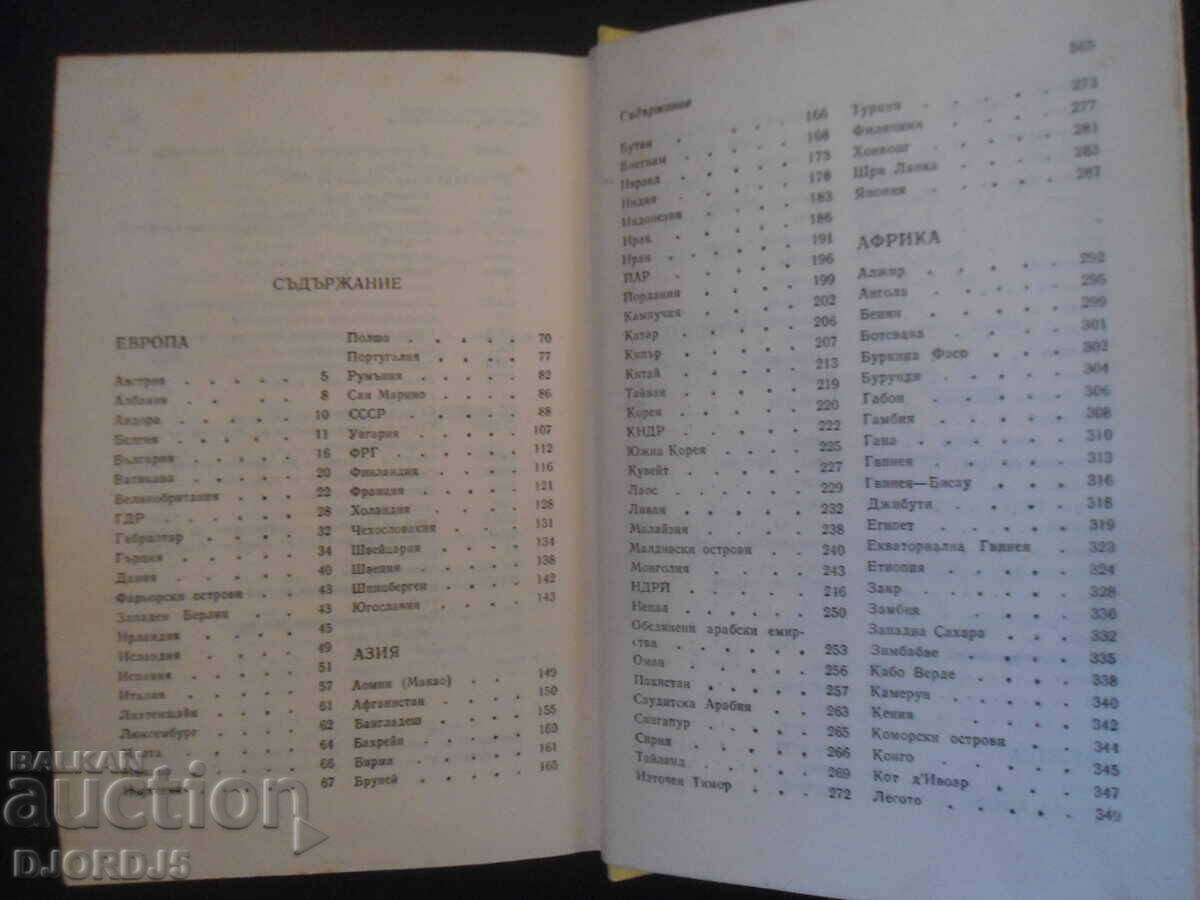 СЪДЪРЖАНИЕ
ЕВРОПА
Австрия . . . . 5
Албания . . . . 8
Андора . . . . 10
Белгия . . . . 11
България . . . . 16
Ватикана . . . . 20
Великобритания . . . 22
ГДР . . . . . 28
Гибралтар . . . . 32
Гърция . . . . 34
Дания . . . . . 40
Фарьорски острови . . 43
Западен Берлин . . . 43
Ирландия . . . . 45
Исландия . . . . 49
Испания . . . . 51
Италия . . . . 57
Лихтенщайн . . . . 61
Люксембург . . . . 62
64
66
67
Полша . . . . . 70
Португалия . . . . 77
Румъния . . . . 82
Сан Марино . . . . 86
СССР . . . . . 88
Унгария . . . . 107
ФРГ . . . . . 112
Финландия . . . . 116
Франция . . . . 121
Холандия . . . . 128
Чехословакия . . . 131
Швейцария . . . . 134
Швеция . . . . 138
Шпицберген . . . . 142
Югославия . . . . 143
АЗИЯ
Аомин (Макао) . . . 149
Афганистан . . . . 150
Бангладеш . . . . 155
Бахрейн . . . . 160
Бирма . . . . . 161
Бруней . . . . . 165
365
Съдържание
Бутан . . . . . 166
Виетнам . . . . 168
Израел . . . . 173
Индия . . . . . 178
Индонезия . . . . 183
Ирак . . . . . 186
Иран . . . . . 191
ЙАР . . . . . 196
Йордания . . . . 199
Кампучия . . . . 202
Катар . . . . . 206
Кипър . . . . . 207
Китай . . . . . 213
Тайван . . . . 219
Корея . . . . . 220
КНДР . . . . . 222
Южна Корея . . . . 225
Кувейт . . . . 227
Лаос . . . . . 229
Ливан . . . . . 232
Малайзия . . . . 238
Малдивски острови . . 240
Монголия . . . . 243
НДРЙ . . . . . 246
Непал . . . . . 250
Обединени арабски емир-
ства . . . . . 253
Оман . . . . . 256
Пакистан . . . . 257
Саудитска Арабия . . 263
Сингапур . . . . 265
Сирия . . . . . 266
Тайланд . . . . 269
Източен Тимор . . . 272
Турция . . . . 273
Филипини . . . . 277
Хонконг . . . . 281
Шри Ланка . . . . 283
Япония . . . . 287
АФРИКА
Алжир . . . . . 292
Ангола . . . . 295
Бенин . . . . . 299
Ботсвана . . . . 301
Буркина Фасо . . . 302
Бурунди . . . . 304
Габон . . . . . 306
Гамбия . . . . 308
Гана . . . . . 310
Гвинея . . . . 313
Гвинея—Бисау . . . 316
Джибути . . . . 318
Египет . . . . 319
Екваториална Гвинея . 323
Етиопия . . . . 324
Заир . . . . . 328
Замбия . . . . 330
Западна Сахара . . . 332
Зимбабве . . . . 335
Кабо Верде . . . . 338
Камерун . . . . 340
Кения . . . . . 342
Коморски острови . . 344
Конго . . . . . 345
Кот д'Ивоар . . . . 347
Лесото . . . . 349
BALKAN
auction
DJORDJ5